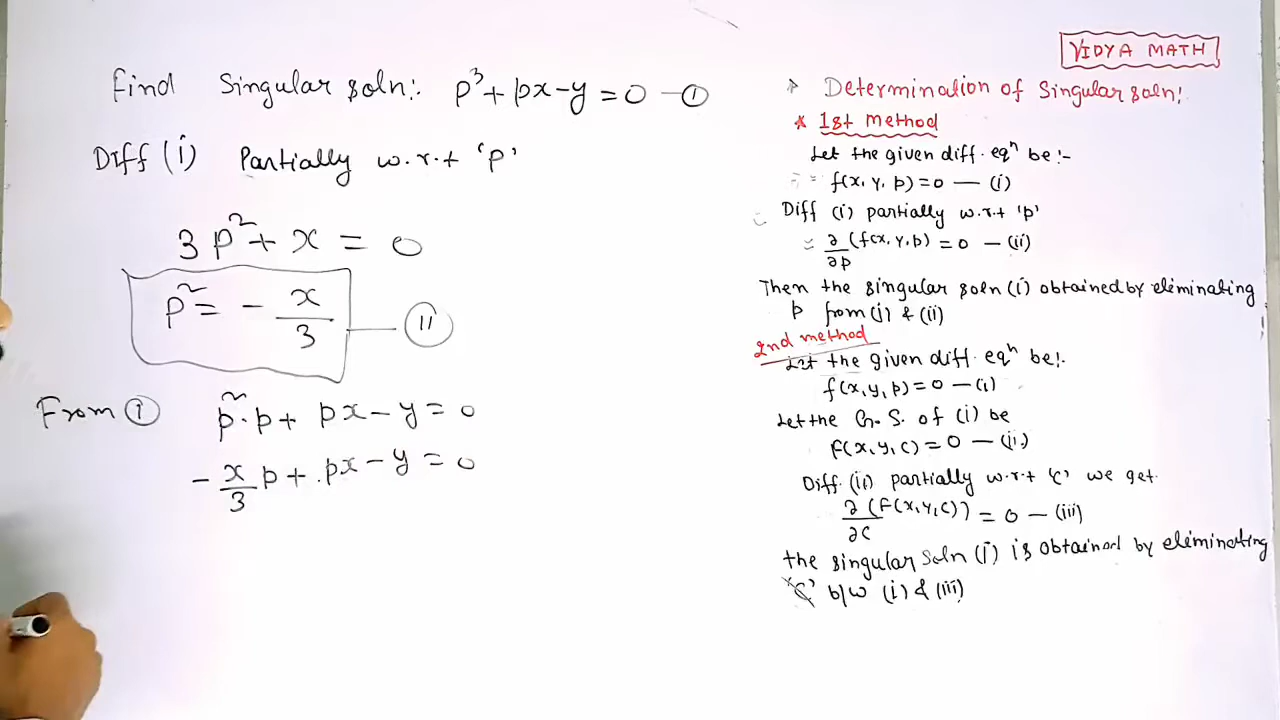 Find Singular soln:  p³ + px - y = 0 — ①
Diff (i) Partially w.r.t 'p'
3p² + x = 0
p² = - x/3 — ⑪
From ① p²·p + px - y = 0
- x/3 p + px - y = 0
VIDYA MATH
Determination of Singular soln:
* 1st method
Let the given diff. eqⁿ be:-
f(x, y, p) = 0 — (i)
Diff (i) partially w.r.t 'p'
∂/∂p (f(x, y, p) = 0 — (ii)
Then the singular soln (i) obtained by eliminating
p from (i) & (ii)
2nd method
Let the given diff. eqⁿ be:-
f(x, y, p) = 0 — (i)
Let the G. S. of (i) be
F(x, y, c) = 0 — (ii)
Diff. (ii) partially w.r.t 'c' we get
∂/∂c (F(x, y, c)) = 0 — (iii)
the singular soln (i) is obtained by eliminating
'c' b/w (i) & (iii)